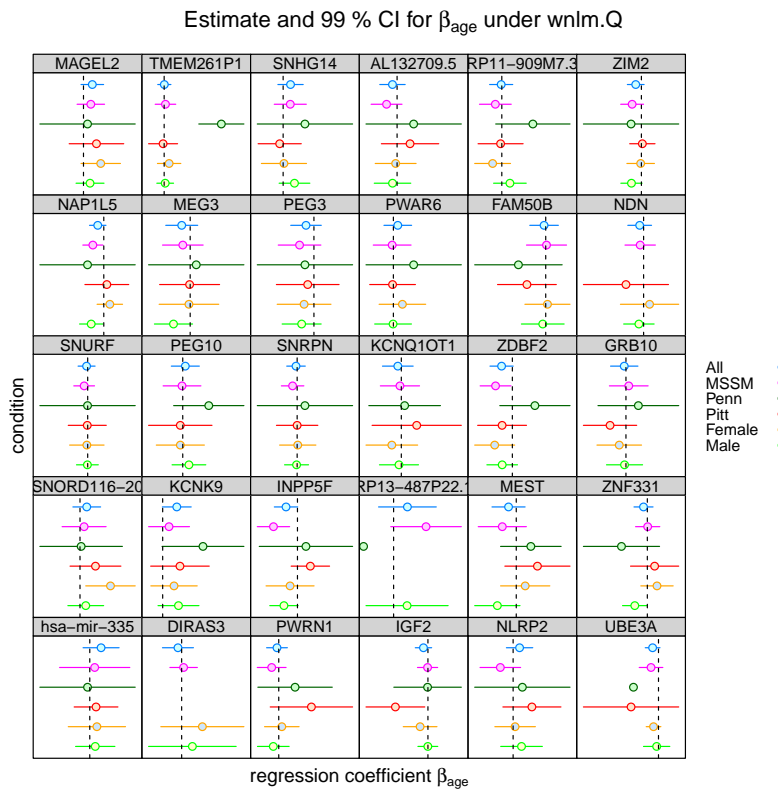 Estimate and 99 % CI for βage under wnlm.Q
MAGEL2 TMEM261P1 SNHG14 AL132709.5 RP11−909M7.3 ZIM2
NAP1L5 MEG3 PEG3 PWAR6 FAM50B NDN
SNURF PEG10 SNRPN KCNQ1OT1 ZDBF2 GRB10
SNORD116−20 KCNK9 INPP5F RP13−487P22.1 MEST ZNF331
hsa−mir−335 DIRAS3 PWRN1 IGF2 NLRP2 UBE3A
condition
All
MSSM
Penn
Pitt
Female
Male
regression coefficient βage